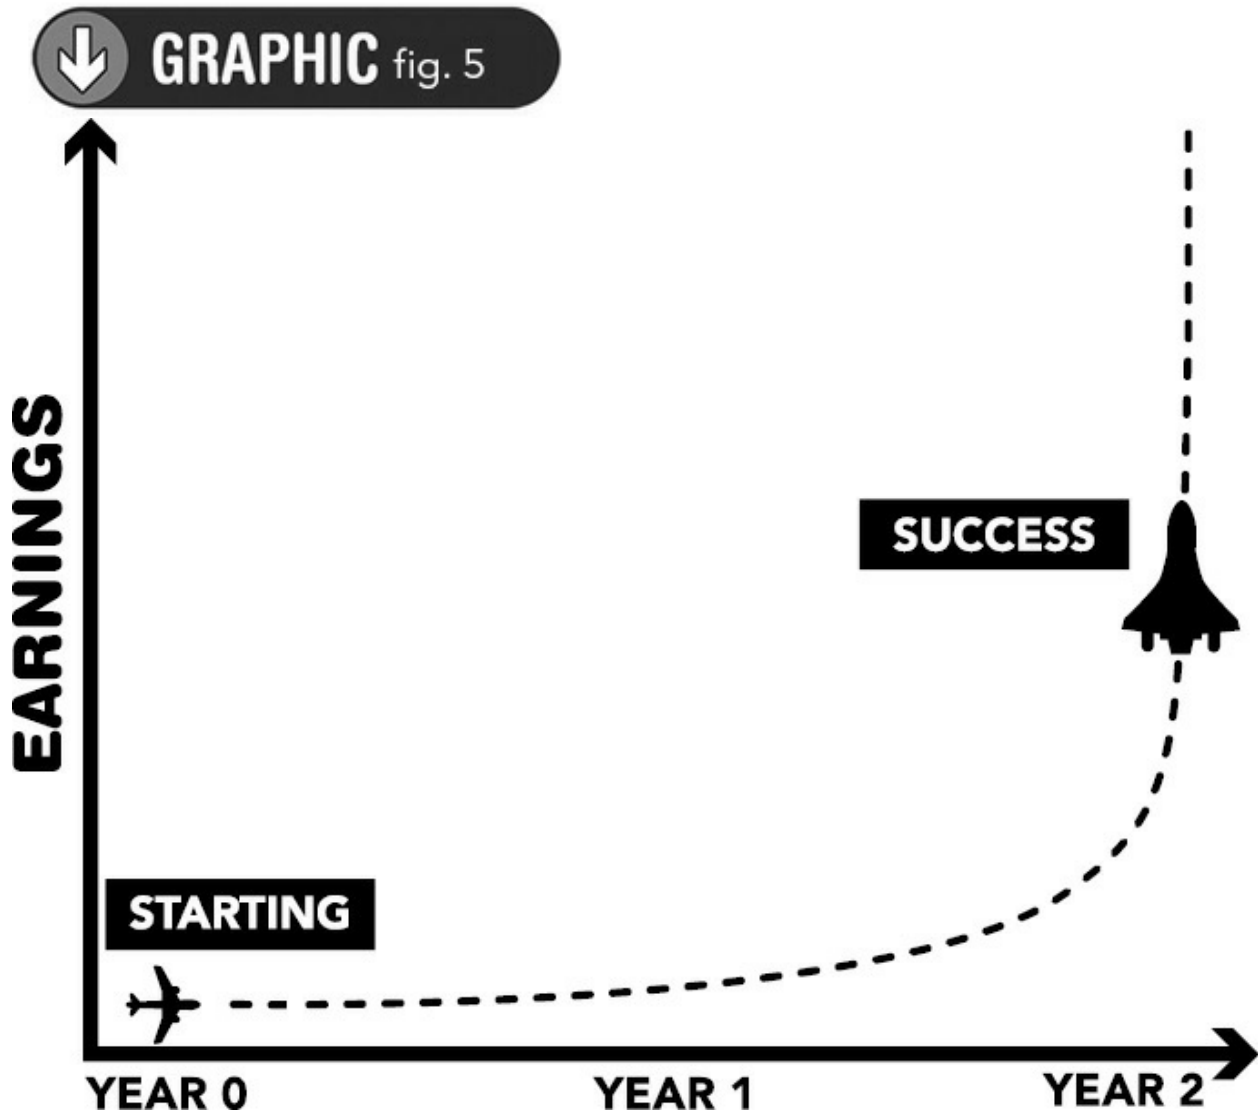 GRAPHIC fig. 5
EARNINGS
SUCCESS
STARTING
YEAR 0
YEAR 1
YEAR 2